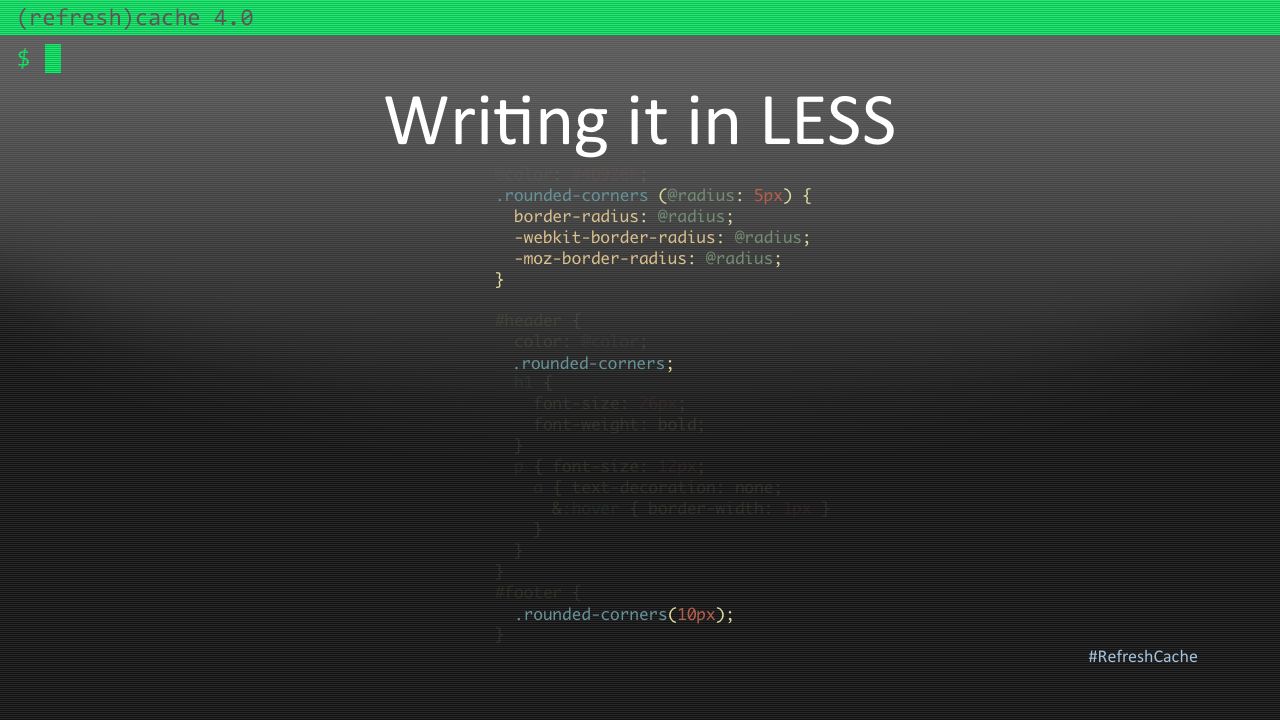 (refresh)cache 4.0
$
Writing it in LESS
.rounded-corners (@radius: 5px) {
  border-radius: @radius;
  -webkit-border-radius: @radius;
  -moz-border-radius: @radius;
}
#header {
  color: @color;
  .rounded-corners;
  h1 {
    font-size: 26px;
    font-weight: bold;
  }
  p { font-size: 12px;
    a { text-decoration: none;
      &:hover { border-width: 1px }
    }
  }
}
#footer {
  .rounded-corners(10px);
}
#RefreshCache